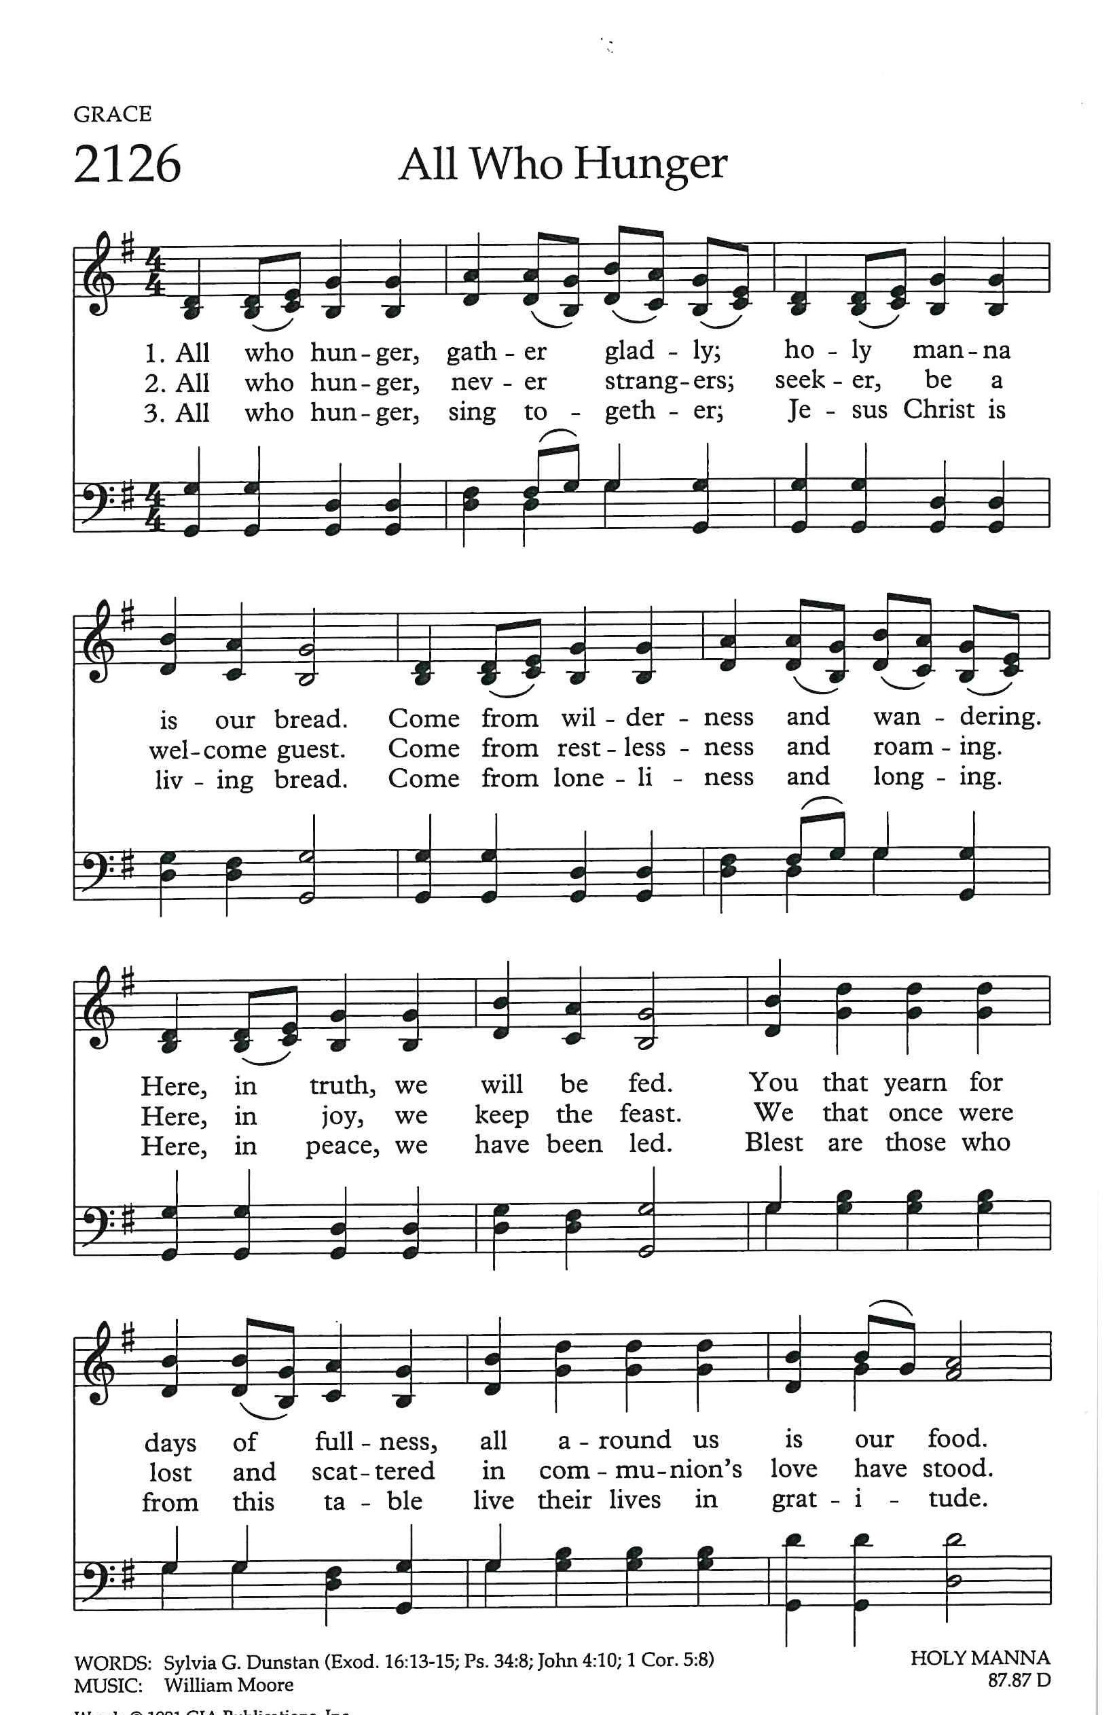 GRACE
2126 All Who Hunger
1. All who hun - ger, gath - er glad - ly; ho - ly man - na
2. All who hun - ger, nev - er strang - ers; seek - er, be a
3. All who hun - ger, sing to - geth - er; Je - sus Christ is
is our bread. Come from wil - der - ness and wan - dering.
wel - come guest. Come from rest - less - ness and roam - ing.
liv - ing bread. Come from lone - li - ness and long - ing.
Here, in truth, we will be fed. You that yearn for
Here, in joy, we keep the feast. We that once were
Here, in peace, we have been led. Blest are those who
days of full - ness, all a - round us is our food.
lost and scat - tered in com - mu - nion's love have stood.
from this ta - ble live their lives in grat - i - tude.
WORDS: Sylvia G. Dunstan (Exod. 16:13-15; Ps. 34:8; John 4:10; 1 Cor. 5:8) HOLY MANNA
MUSIC: William Moore 87.87 D
Words © 1991 GIA Publications, Inc.